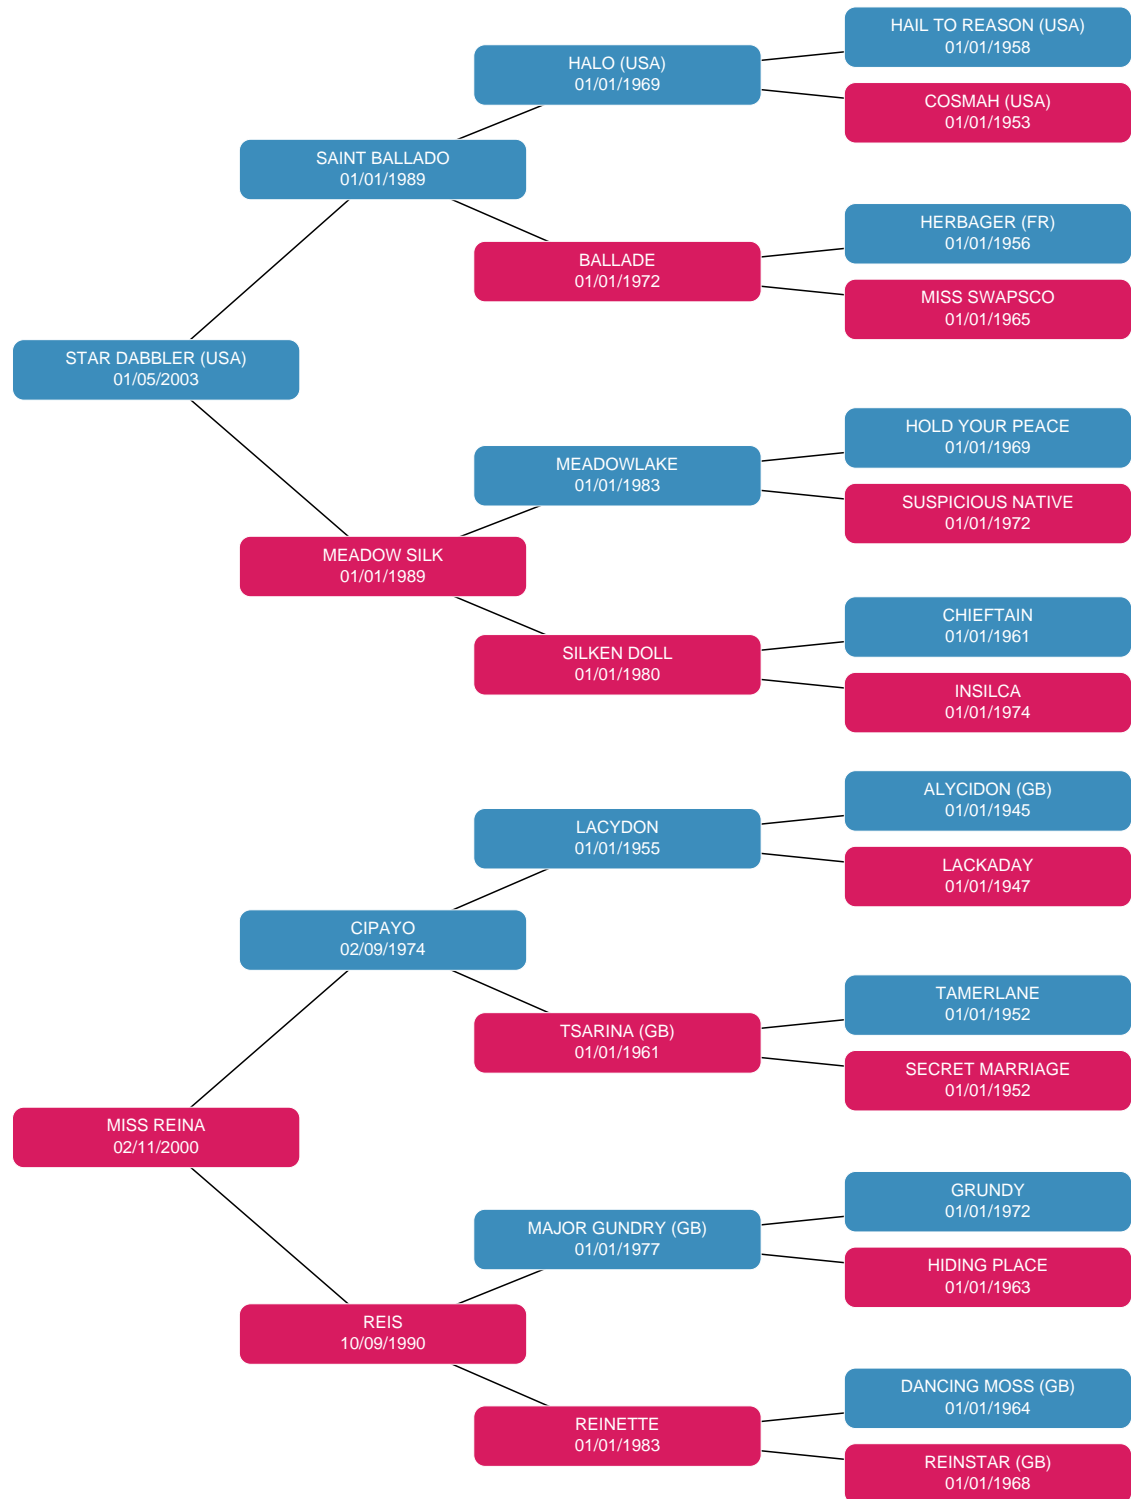 HAIL TO REASON (USA)
01/01/1958
HALO (USA)
01/01/1969
COSMAH (USA)
01/01/1953
SAINT BALLADO
01/01/1989
HERBAGER (FR)
01/01/1956
BALLADE
01/01/1972
MISS SWAPSCO
01/01/1965
STAR DABBLER (USA)
01/05/2003
HOLD YOUR PEACE
01/01/1969
MEADOWLAKE
01/01/1983
SUSPICIOUS NATIVE
01/01/1972
MEADOW SILK
01/01/1989
CHIEFTAIN
01/01/1961
SILKEN DOLL
01/01/1980
INSILCA
01/01/1974
ALYCIDON (GB)
01/01/1945
LACYDON
01/01/1955
LACKADAY
01/01/1947
CIPAYO
02/09/1974
TAMERLANE
01/01/1952
TSARINA (GB)
01/01/1961
SECRET MARRIAGE
01/01/1952
MISS REINA
02/11/2000
GRUNDY
01/01/1972
MAJOR GUNDRY (GB)
01/01/1977
HIDING PLACE
01/01/1963
REIS
10/09/1990
DANCING MOSS (GB)
01/01/1964
REINETTE
01/01/1983
REINSTAR (GB)
01/01/1968